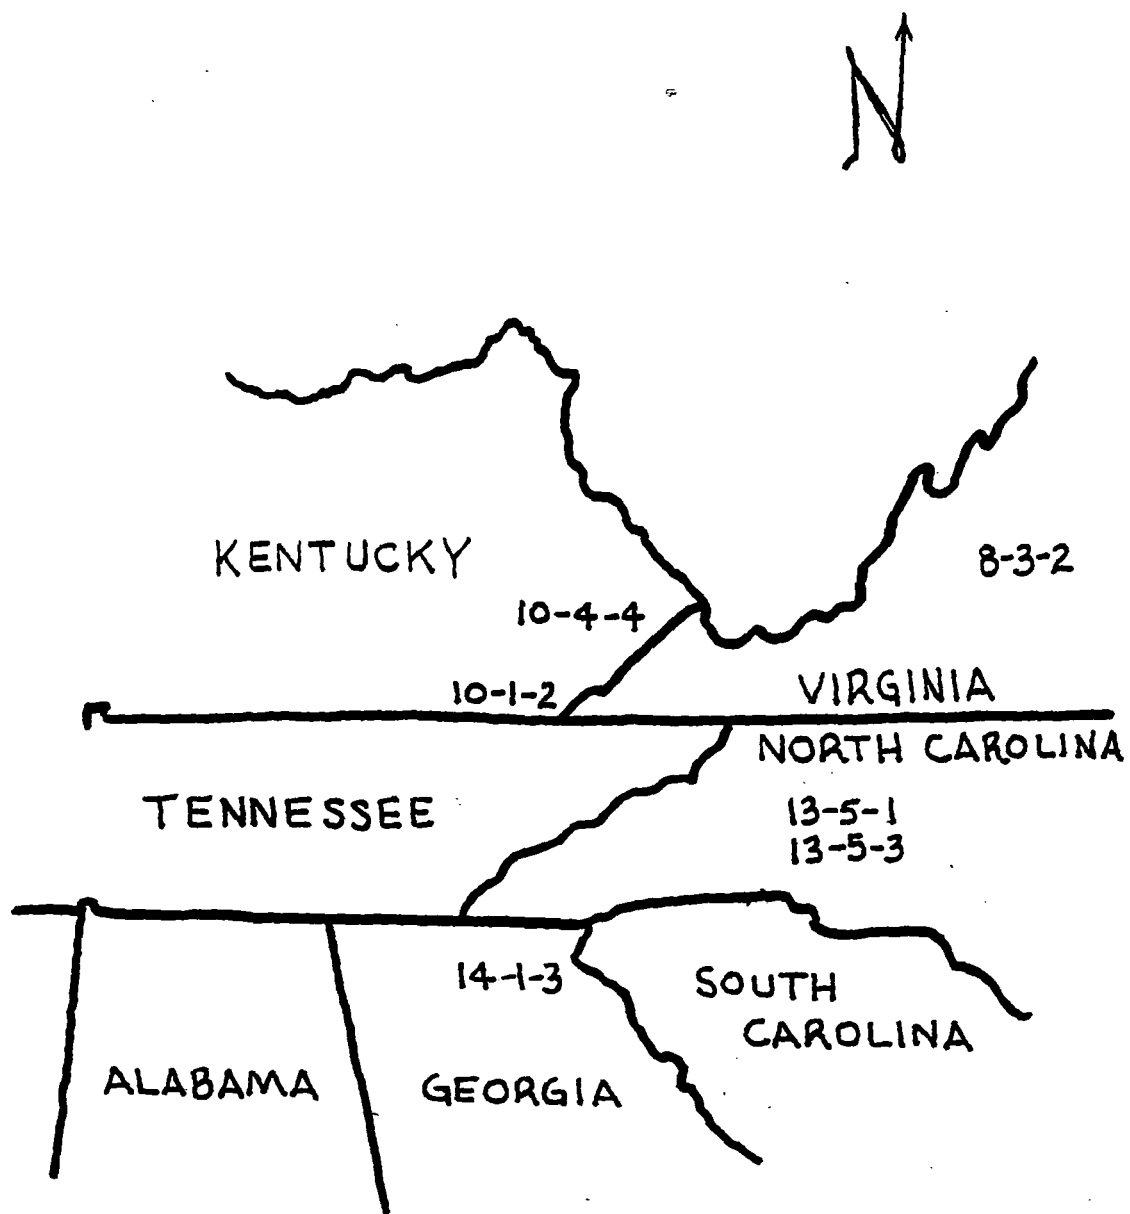 N
KENTUCKY
8-3-2
10-4-4
10-1-2
VIRGINIA
NORTH CAROLINA
TENNESSEE
13-5-1
13-5-3
14-1-3
SOUTH
CAROLINA
ALABAMA
GEORGIA